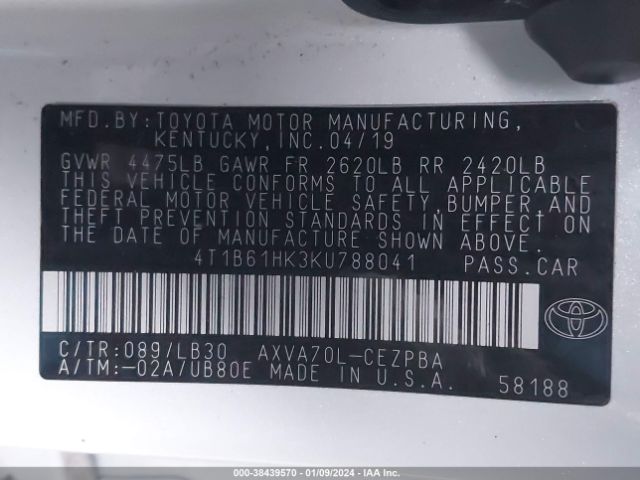 MFD.BY:TOYOTA MOTOR MANUFACTURING,
KENTUCKY,INC.04/19
GVWR 4475LB GAWR FR 2620LB RR 2420LB
THIS VEHICLE CONFORMS TO ALL APPLICABLE
FEDERAL MOTOR VEHICLE SAFETY,BUMPER,AND
THEFT PREVENTION STANDARDS IN EFFECT ON
THE DATE OF MANUFACTURE SHOWN ABOVE.
4T1B61HK3KU788041 PASS.CAR
C/TR:089/LB30 AXVA70L-CEZPBA
A/TM:-02A/UB80E MADE IN U.S.A. 58188
000-38439570 - 01/09/2024 - IAAI.COM